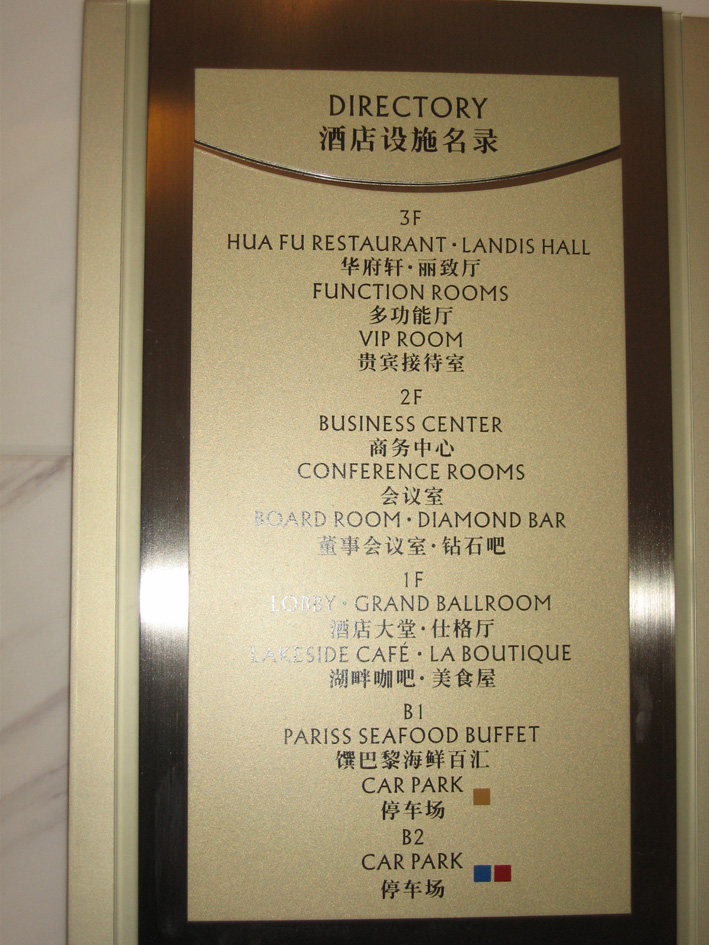 DIRECTORY
酒店设施名录
3F
HUA FU RESTAURANT·LANDIS HALL
华府轩·丽致厅
FUNCTION ROOMS
多功能厅
VIP ROOM
贵宾接待室
2F
BUSINESS CENTER
商务中心
CONFERENCE ROOMS
会议室
BOARD ROOM·DIAMOND BAR
董事会议室·钻石吧
1F
LOBBY·GRAND BALLROOM
酒店大堂·仕格厅
LAKESIDE CAFÉ·LA BOUTIQUE
湖畔咖吧·美食屋
B1
PARISS SEAFOOD BUFFET
馔巴黎海鲜百汇
CAR PARK
停车场
B2
CAR PARK
停车场